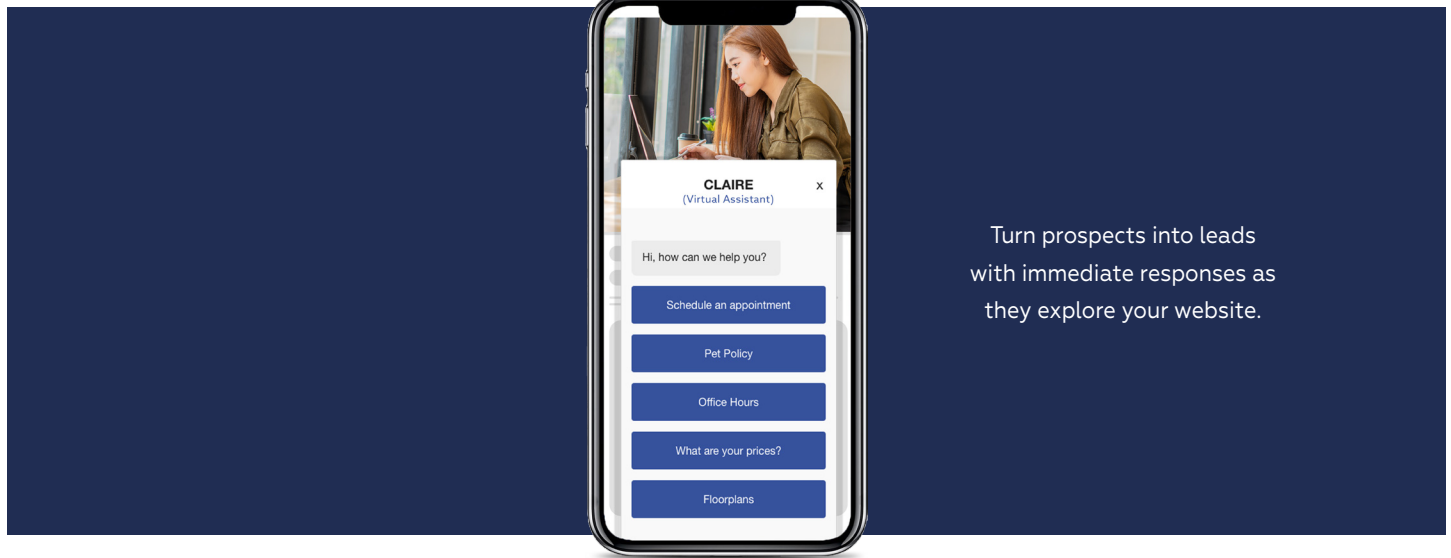 CLAIRE
X
(Virtual Assistant)
Hi, how can we help you?
Schedule an appointment
Pet Policy
Office Hours
What are your prices?
Floorplans
Turn prospects into leads
with immediate responses as
they explore your website.